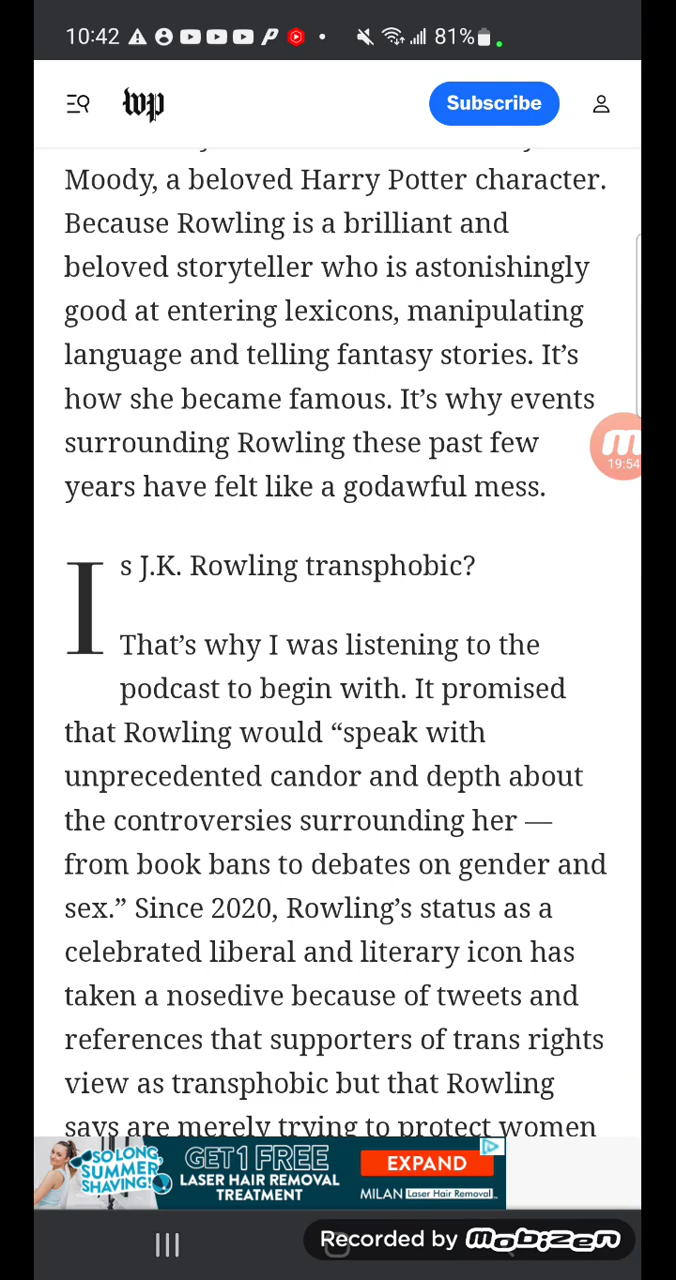 10:42 81%
wp Subscribe
Moody, a beloved Harry Potter character.
Because Rowling is a brilliant and
beloved storyteller who is astonishingly
good at entering lexicons, manipulating
language and telling fantasy stories. It’s
how she became famous. It’s why events
surrounding Rowling these past few
years have felt like a godawful mess.
m
19:54
Is J.K. Rowling transphobic?
That’s why I was listening to the
podcast to begin with. It promised
that Rowling would “speak with
unprecedented candor and depth about
the controversies surrounding her —
from book bans to debates on gender and
sex.” Since 2020, Rowling’s status as a
celebrated liberal and literary icon has
taken a nosedive because of tweets and
references that supporters of trans rights
view as transphobic but that Rowling
says are merely trying to protect women
SO LONG,
SUMMER
SHAVING!
GET 1 FREE
LASER HAIR REMOVAL
TREATMENT
EXPAND
MILAN Laser Hair Removal.
Recorded by mobizen